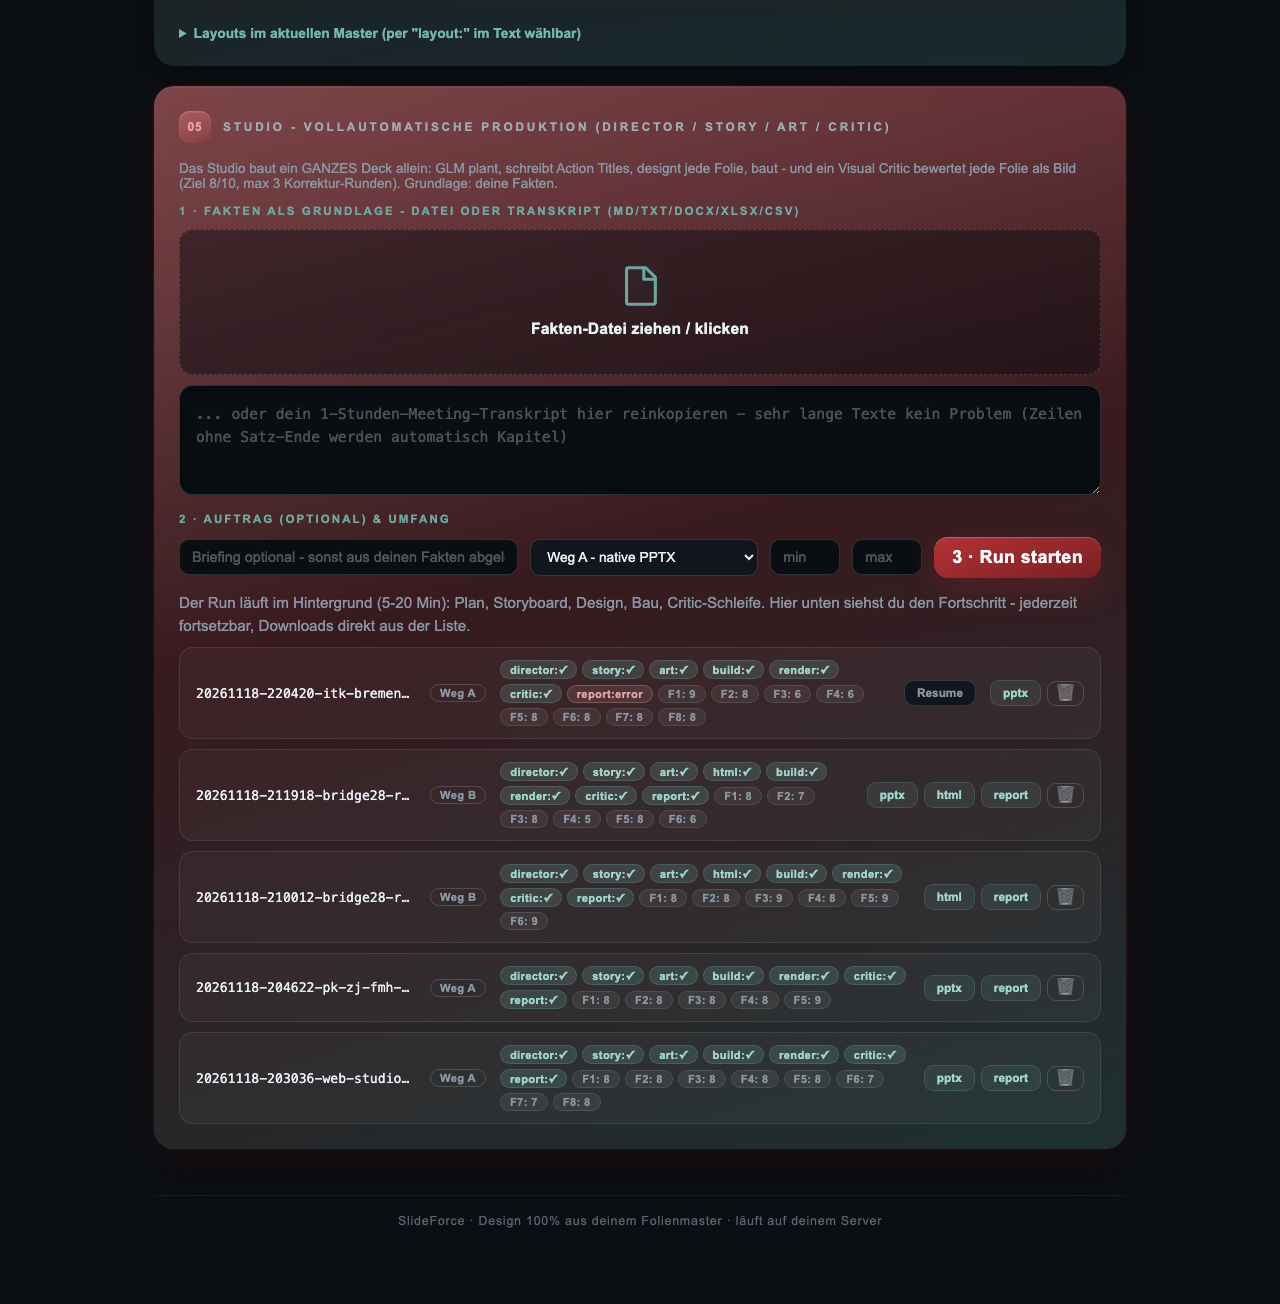 Layouts im aktuellen Master (per "layout:" im Text wählbar)
05 STUDIO - VOLLAUTOMATISCHE PRODUKTION (DIRECTOR / STORY / ART / CRITIC)
Das Studio baut ein GANZES Deck allein: GLM plant, schreibt Action Titles, designt jede Folie, baut - und ein Visual Critic bewertet jede Folie als Bild
(Ziel 8/10, max 3 Korrektur-Runden). Grundlage: deine Fakten.
1 · FAKTEN ALS GRUNDLAGE - DATEI ODER TRANSKRIPT (MD/TXT/DOCX/XLSX/CSV)
Fakten-Datei ziehen / klicken
... oder dein 1-Stunden-Meeting-Transkript hier reinkopieren - sehr lange Texte kein Problem (Zeilen
ohne Satz-Ende werden automatisch Kapitel)
2 · AUFTRAG (OPTIONAL) & UMFANG
Briefing optional - sonst aus deinen Fakten abgel Weg A - native PPTX min max 3 · Run starten
Der Run läuft im Hintergrund (5-20 Min): Plan, Storyboard, Design, Bau, Critic-Schleife. Hier unten siehst du den Fortschritt - jederzeit
fortsetzbar, Downloads direkt aus der Liste.
director:✓ story:✓ art:✓ build:✓ render:✓
20261118-220420-itk-bremen… Weg A critic:✓ report:error F1: 9 F2: 8 F3: 6 F4: 6 Resume pptx
F5: 8 F6: 8 F7: 8 F8: 8
director:✓ story:✓ art:✓ html:✓ build:✓
20261118-211918-bridge28-r… Weg B render:✓ critic:✓ report:✓ F1: 8 F2: 7 pptx html report
F3: 8 F4: 5 F5: 8 F6: 6
director:✓ story:✓ art:✓ html:✓ build:✓ render:✓
20261118-210012-bridge28-r… Weg B critic:✓ report:✓ F1: 8 F2: 8 F3: 9 F4: 8 F5: 9 html report
F6: 9
director:✓ story:✓ art:✓ build:✓ render:✓ critic:✓
20261118-204622-pk-zj-fmh-… Weg A report:✓ F1: 8 F2: 8 F3: 8 F4: 8 F5: 9 pptx report
director:✓ story:✓ art:✓ build:✓ render:✓ critic:✓
20261118-203036-web-studio… Weg A report:✓ F1: 8 F2: 8 F3: 8 F4: 8 F5: 8 F6: 7 pptx report
F7: 7 F8: 8
SlideForce · Design 100% aus deinem Folienmaster · läuft auf deinem Server